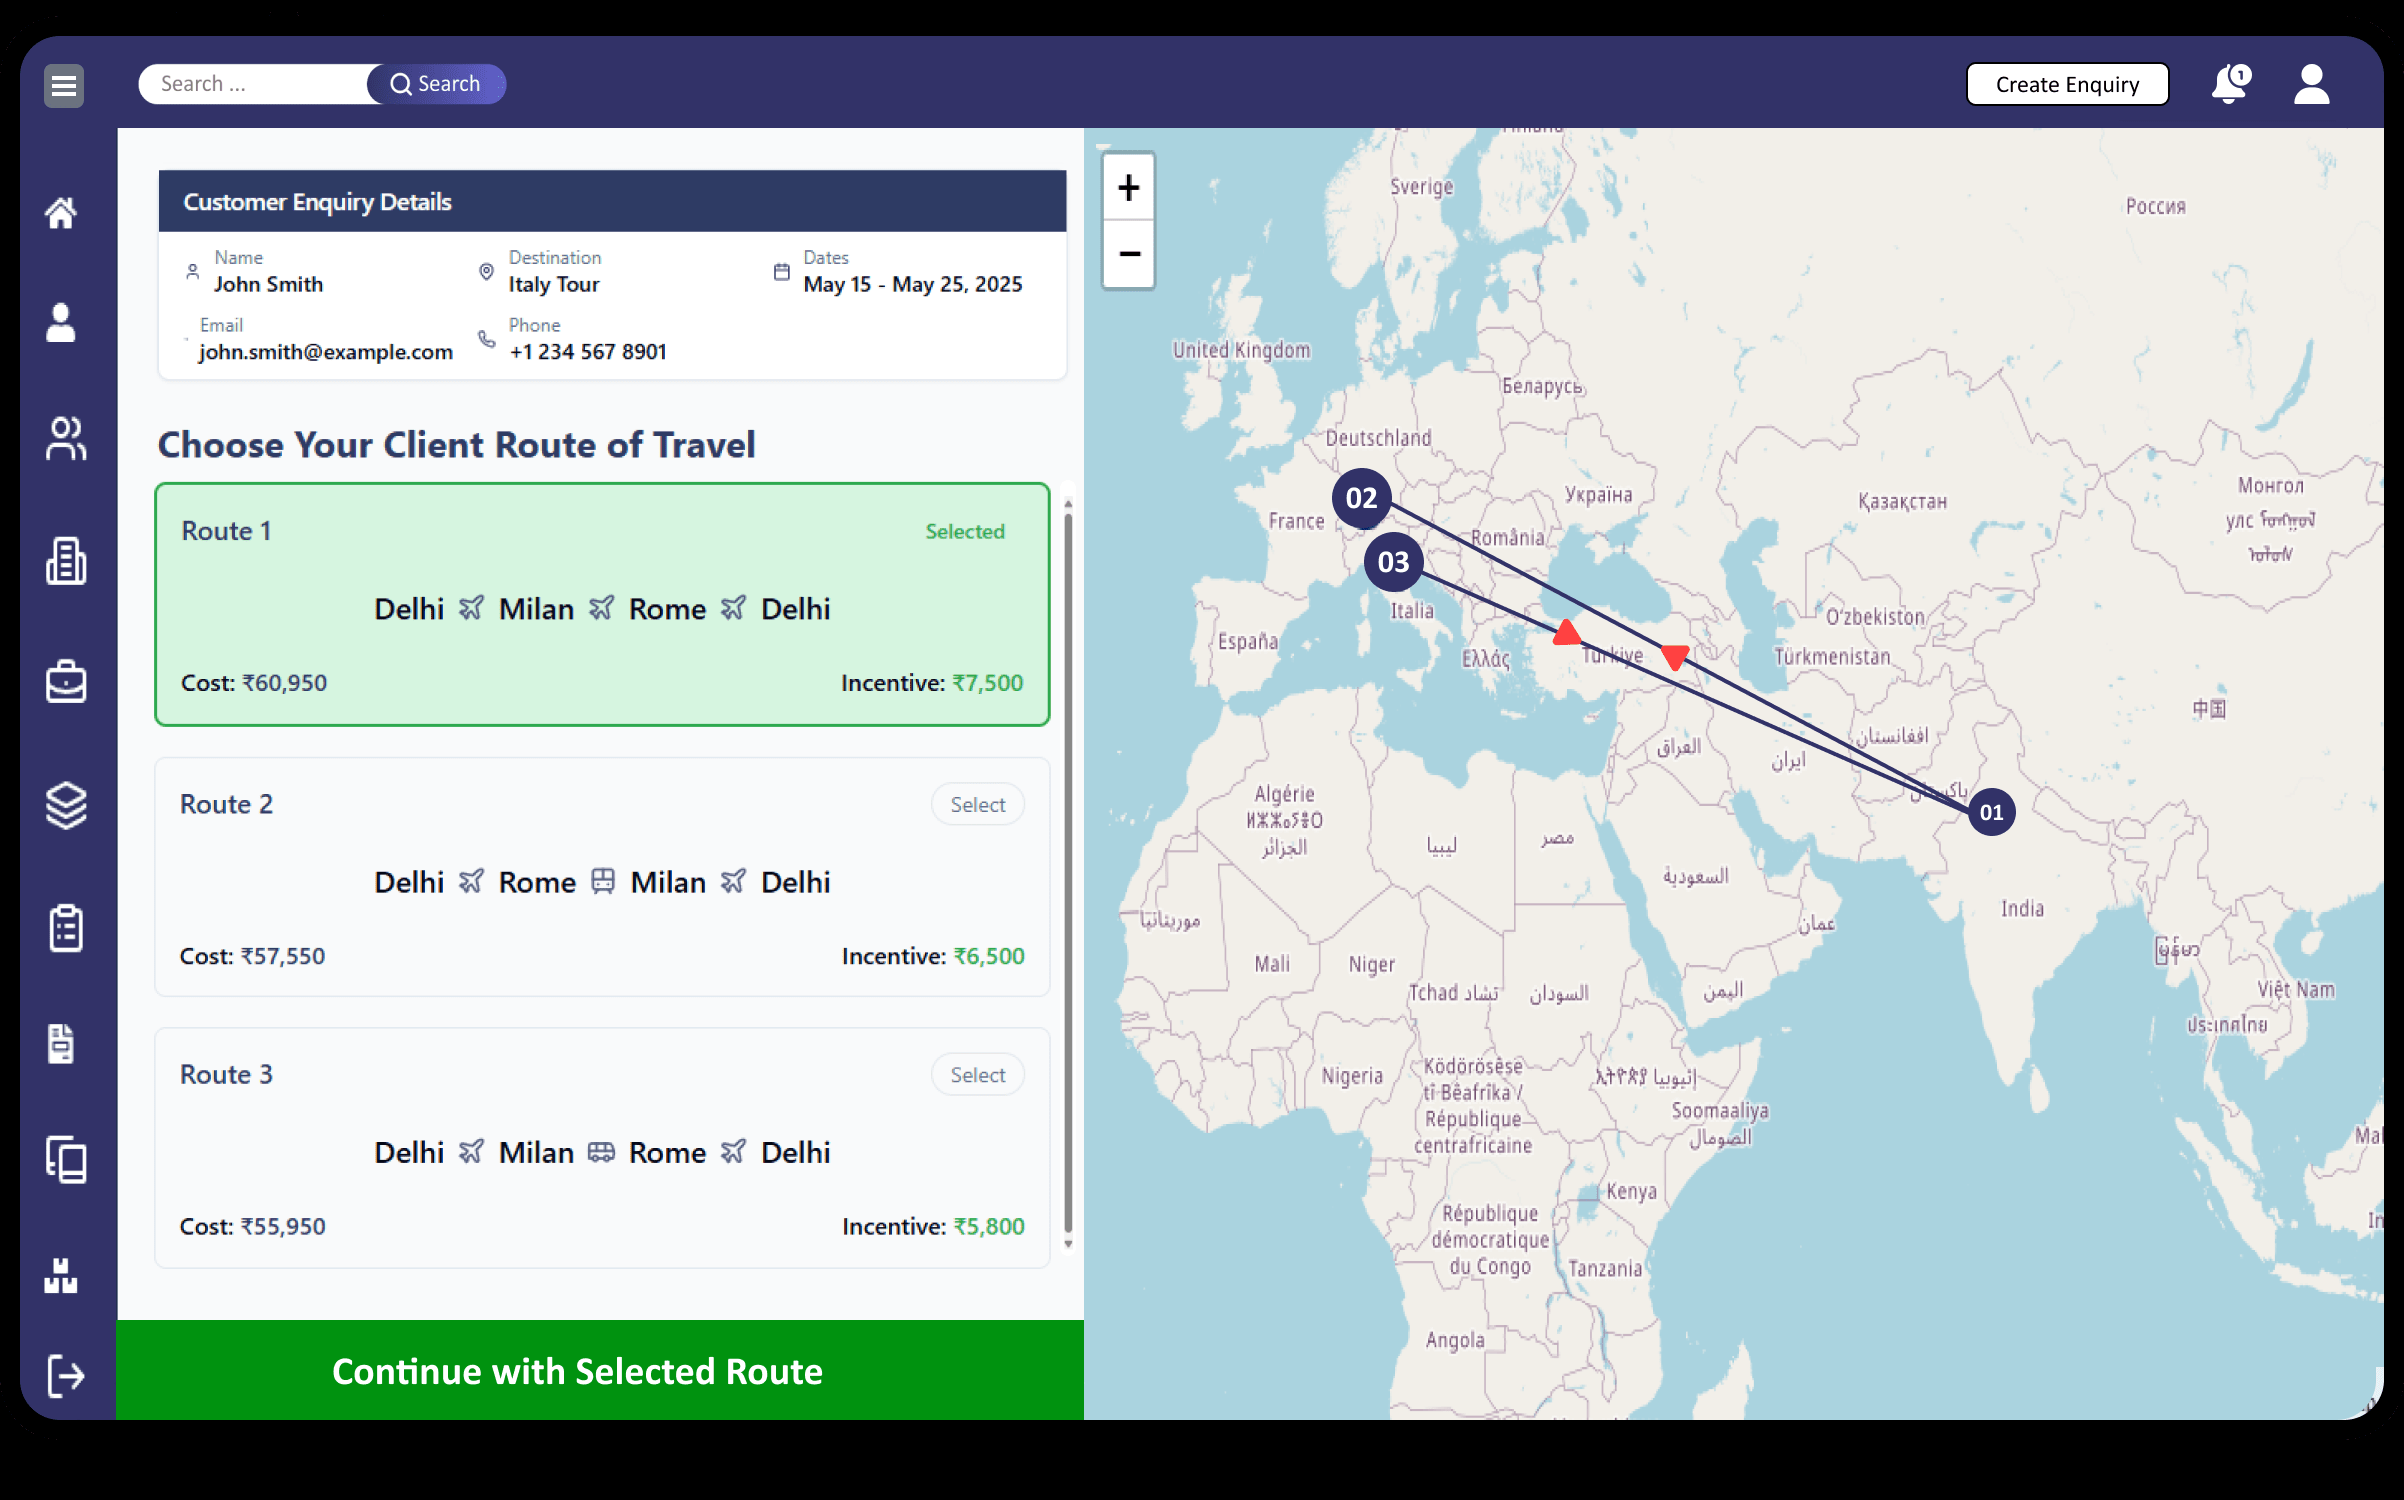 Search ...
Search
Create Enquiry
1
Customer Enquiry Details
Name
John Smith
Destination
Italy Tour
Dates
May 15 - May 25, 2025
Email
john.smith@example.com
Phone
+1 234 567 8901
Choose Your Client Route of Travel
Route 1
Selected
Delhi Milan Rome Delhi
Cost: ₹60,950
Incentive: ₹7,500
Route 2
Select
Delhi Rome Milan Delhi
Cost: ₹57,550
Incentive: ₹6,500
Route 3
Select
Delhi Milan Rome Delhi
Cost: ₹55,950
Incentive: ₹5,800
Continue with Selected Route
+
−
Sverige
Россия
United Kingdom
Беларусь
Deutschland
02
Україна
Қазақстан
Монгол
улс
France
România
03
Italia
O'zbekiston
España
Ελλάς
Türkiye
Türkmenistan
中国
افغانستان
العراق
ایران
پاکستان
01
Algérie
الجزائر
ليبيا
مصر
السعودية
India
موريتانيا
عمان
Mali
Niger
Tchad تشاد
السودان
اليمن
Việt Nam
ประเทศไทย
Nigeria
Ködörösêse
tî Bêafrîka /
République
centrafricaine
إثيوبيا
Soomaaliya
الصومال
Kenya
République
démocratique
du Congo
Tanzania
Angola